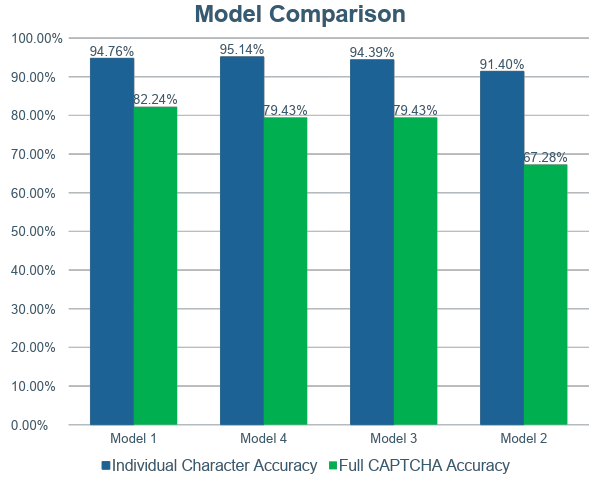 Model Comparison
100.00%
90.00%
80.00%
70.00%
60.00%
50.00%
40.00%
30.00%
20.00%
10.00%
0.00%
94.76%
82.24%
95.14%
79.43%
94.39%
79.43%
91.40%
67.28%
Model 1
Model 4
Model 3
Model 2
Individual Character Accuracy
Full CAPTCHA Accuracy